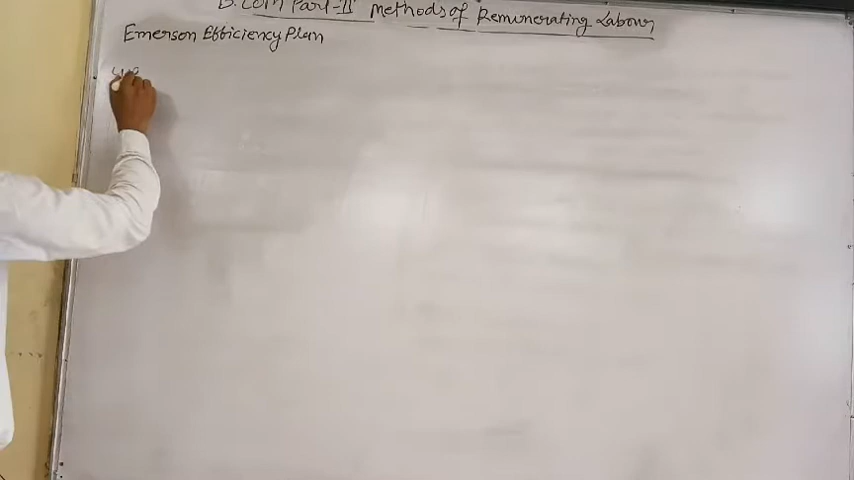 B.Com Part-II Methods of Remunerating Labour
Emerson Efficiency Plan